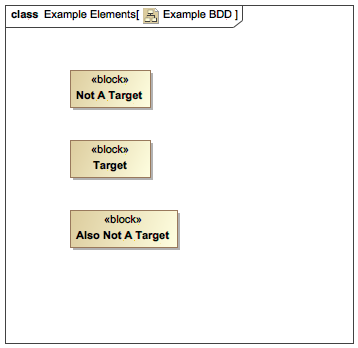 class Example Elements[ Example BDD ]
«block»
Not A Target
«block»
Target
«block»
Also Not A Target